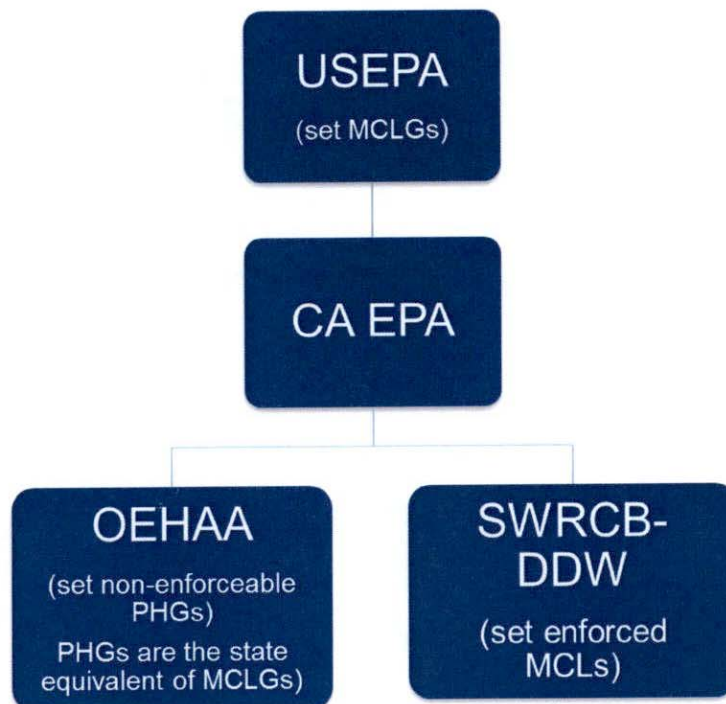 USEPA
(set MCLGs)
CA EPA
OEHAA
(set non-enforceable
PHGs)
PHGs are the state
equivalent of MCLGs)
SWRCB-
DDW
(set enforced
MCLs)